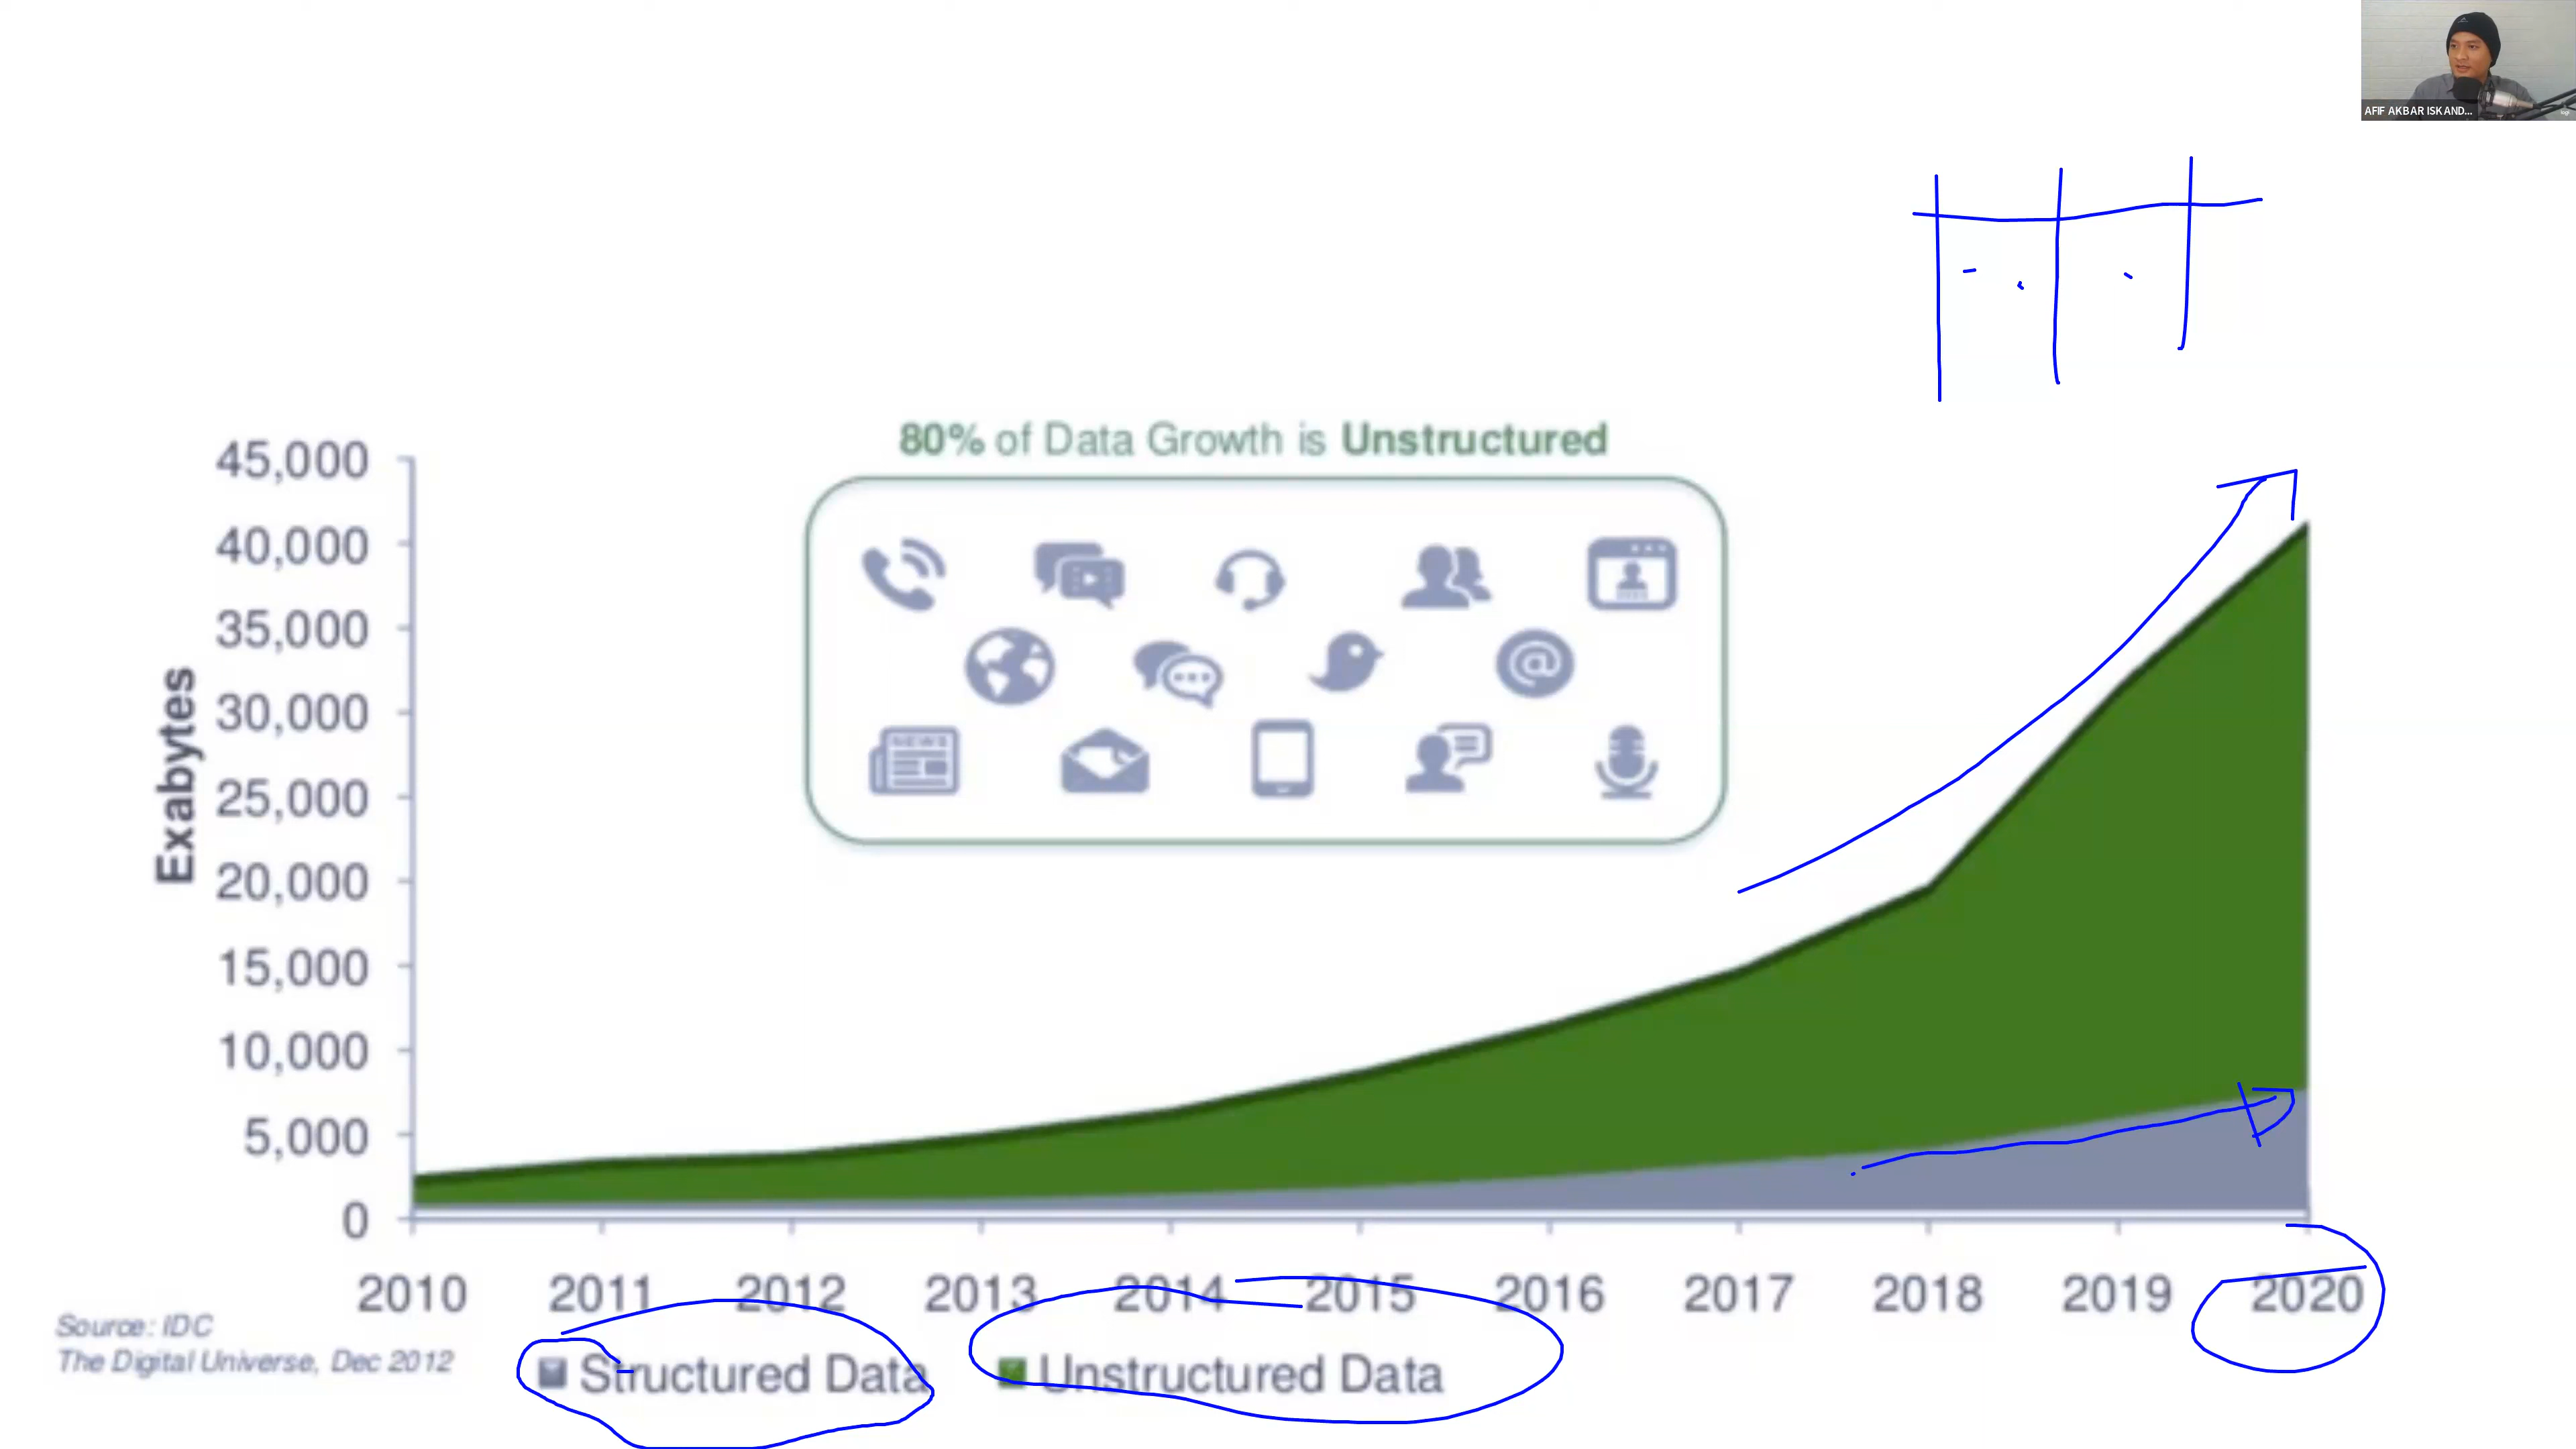 AFIF AKBAR ISKAND...
80% of Data Growth is Unstructured
45,000
40,000
35,000
30,000
25,000
20,000
15,000
10,000
5,000
0
Exabytes
NEWS
2010 2011 2012 2013 2014 2015 2016 2017 2018 2019 2020
Source: IDC
The Digital Universe, Dec 2012
Structured Data Unstructured Data